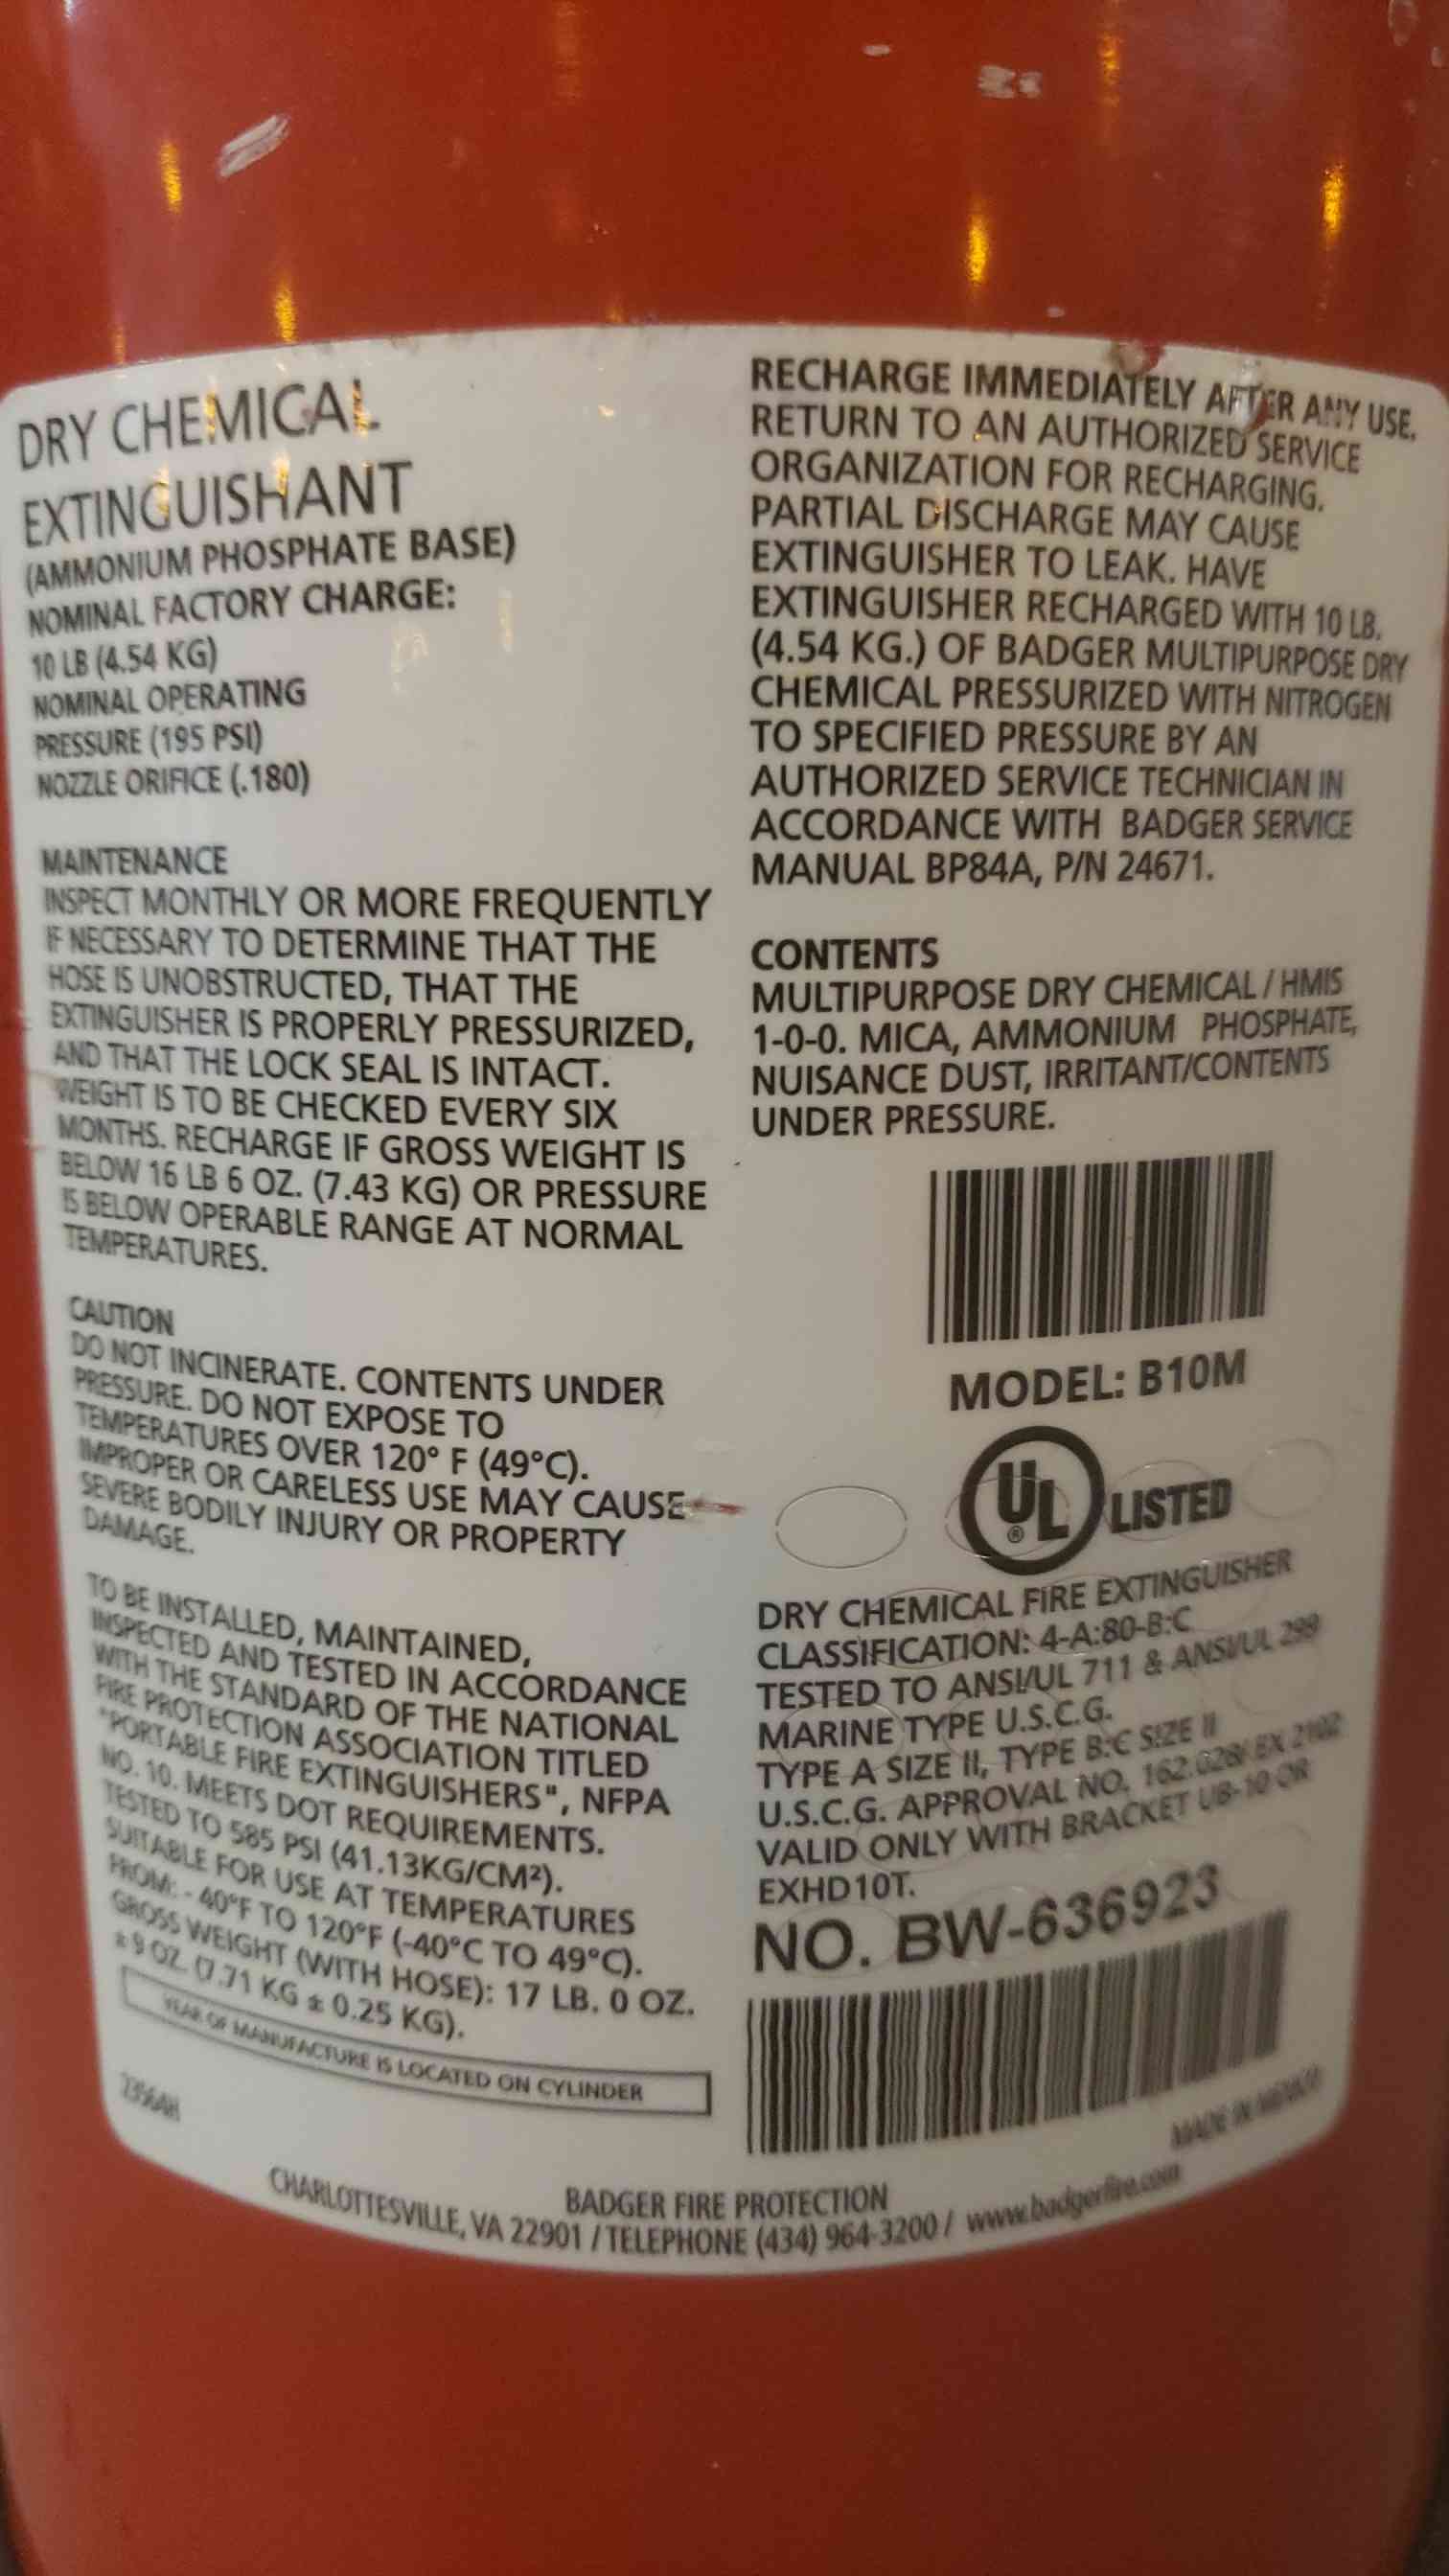 DRY CHEMICAL
EXTINGUISHANT
(AMMONIUM PHOSPHATE BASE)
NOMINAL FACTORY CHARGE:
10 LB (4.54 KG)
NOMINAL OPERATING
PRESSURE (195 PSI)
NOZZLE ORIFICE (.180)
MAINTENANCE
INSPECT MONTHLY OR MORE FREQUENTLY
IF NECESSARY TO DETERMINE THAT THE
HOSE IS UNOBSTRUCTED, THAT THE
EXTINGUISHER IS PROPERLY PRESSURIZED,
AND THAT THE LOCK SEAL IS INTACT.
WEIGHT IS TO BE CHECKED EVERY SIX
MONTHS. RECHARGE IF GROSS WEIGHT IS
BELOW 16 LB 6 OZ. (7.43 KG) OR PRESSURE
IS BELOW OPERABLE RANGE AT NORMAL
TEMPERATURES.
CAUTION
DO NOT INCINERATE. CONTENTS UNDER
PRESSURE. DO NOT EXPOSE TO
TEMPERATURES OVER 120° F (49°C).
IMPROPER OR CARELESS USE MAY CAUSE
SEVERE BODILY INJURY OR PROPERTY
DAMAGE.
TO BE INSTALLED, MAINTAINED,
INSPECTED AND TESTED IN ACCORDANCE
WITH THE STANDARD OF THE NATIONAL
FIRE PROTECTION ASSOCIATION TITLED
"PORTABLE FIRE EXTINGUISHERS", NFPA
NO. 10. MEETS DOT REQUIREMENTS.
TESTED TO 585 PSI (41.13KG/CM²).
SUITABLE FOR USE AT TEMPERATURES
FROM: - 40°F TO 120°F (-40°C TO 49°C).
GROSS WEIGHT (WITH HOSE): 17 LB. 0 OZ.
± 9 OZ. (7.71 KG ± 0.25 KG).
YEAR OF MANUFACTURE IS LOCATED ON CYLINDER
RECHARGE IMMEDIATELY AFTER ANY USE.
RETURN TO AN AUTHORIZED SERVICE
ORGANIZATION FOR RECHARGING.
PARTIAL DISCHARGE MAY CAUSE
EXTINGUISHER TO LEAK. HAVE
EXTINGUISHER RECHARGED WITH 10 LB.
(4.54 KG.) OF BADGER MULTIPURPOSE DRY
CHEMICAL PRESSURIZED WITH NITROGEN
TO SPECIFIED PRESSURE BY AN
AUTHORIZED SERVICE TECHNICIAN IN
ACCORDANCE WITH BADGER SERVICE
MANUAL BP84A, P/N 24671.
CONTENTS
MULTIPURPOSE DRY CHEMICAL / HMIS
1-0-0. MICA, AMMONIUM PHOSPHATE,
NUISANCE DUST, IRRITANT/CONTENTS
UNDER PRESSURE.
MODEL: B10M
UL® LISTED
DRY CHEMICAL FIRE EXTINGUISHER
CLASSIFICATION: 4-A:80-B:C
TESTED TO ANSI/UL 711 & ANSI/UL 299
MARINE TYPE U.S.C.G.
TYPE A SIZE II, TYPE B:C SIZE II
U.S.C.G. APPROVAL NO. 162.028/ EX 2102
VALID ONLY WITH BRACKET UB-10 OR
EXHD10T.
NO. BW-636923
MADE IN MEXICO
BADGER FIRE PROTECTION
CHARLOTTESVILLE, VA 22901 / TELEPHONE (434) 964-3200 / www.badgerfire.com